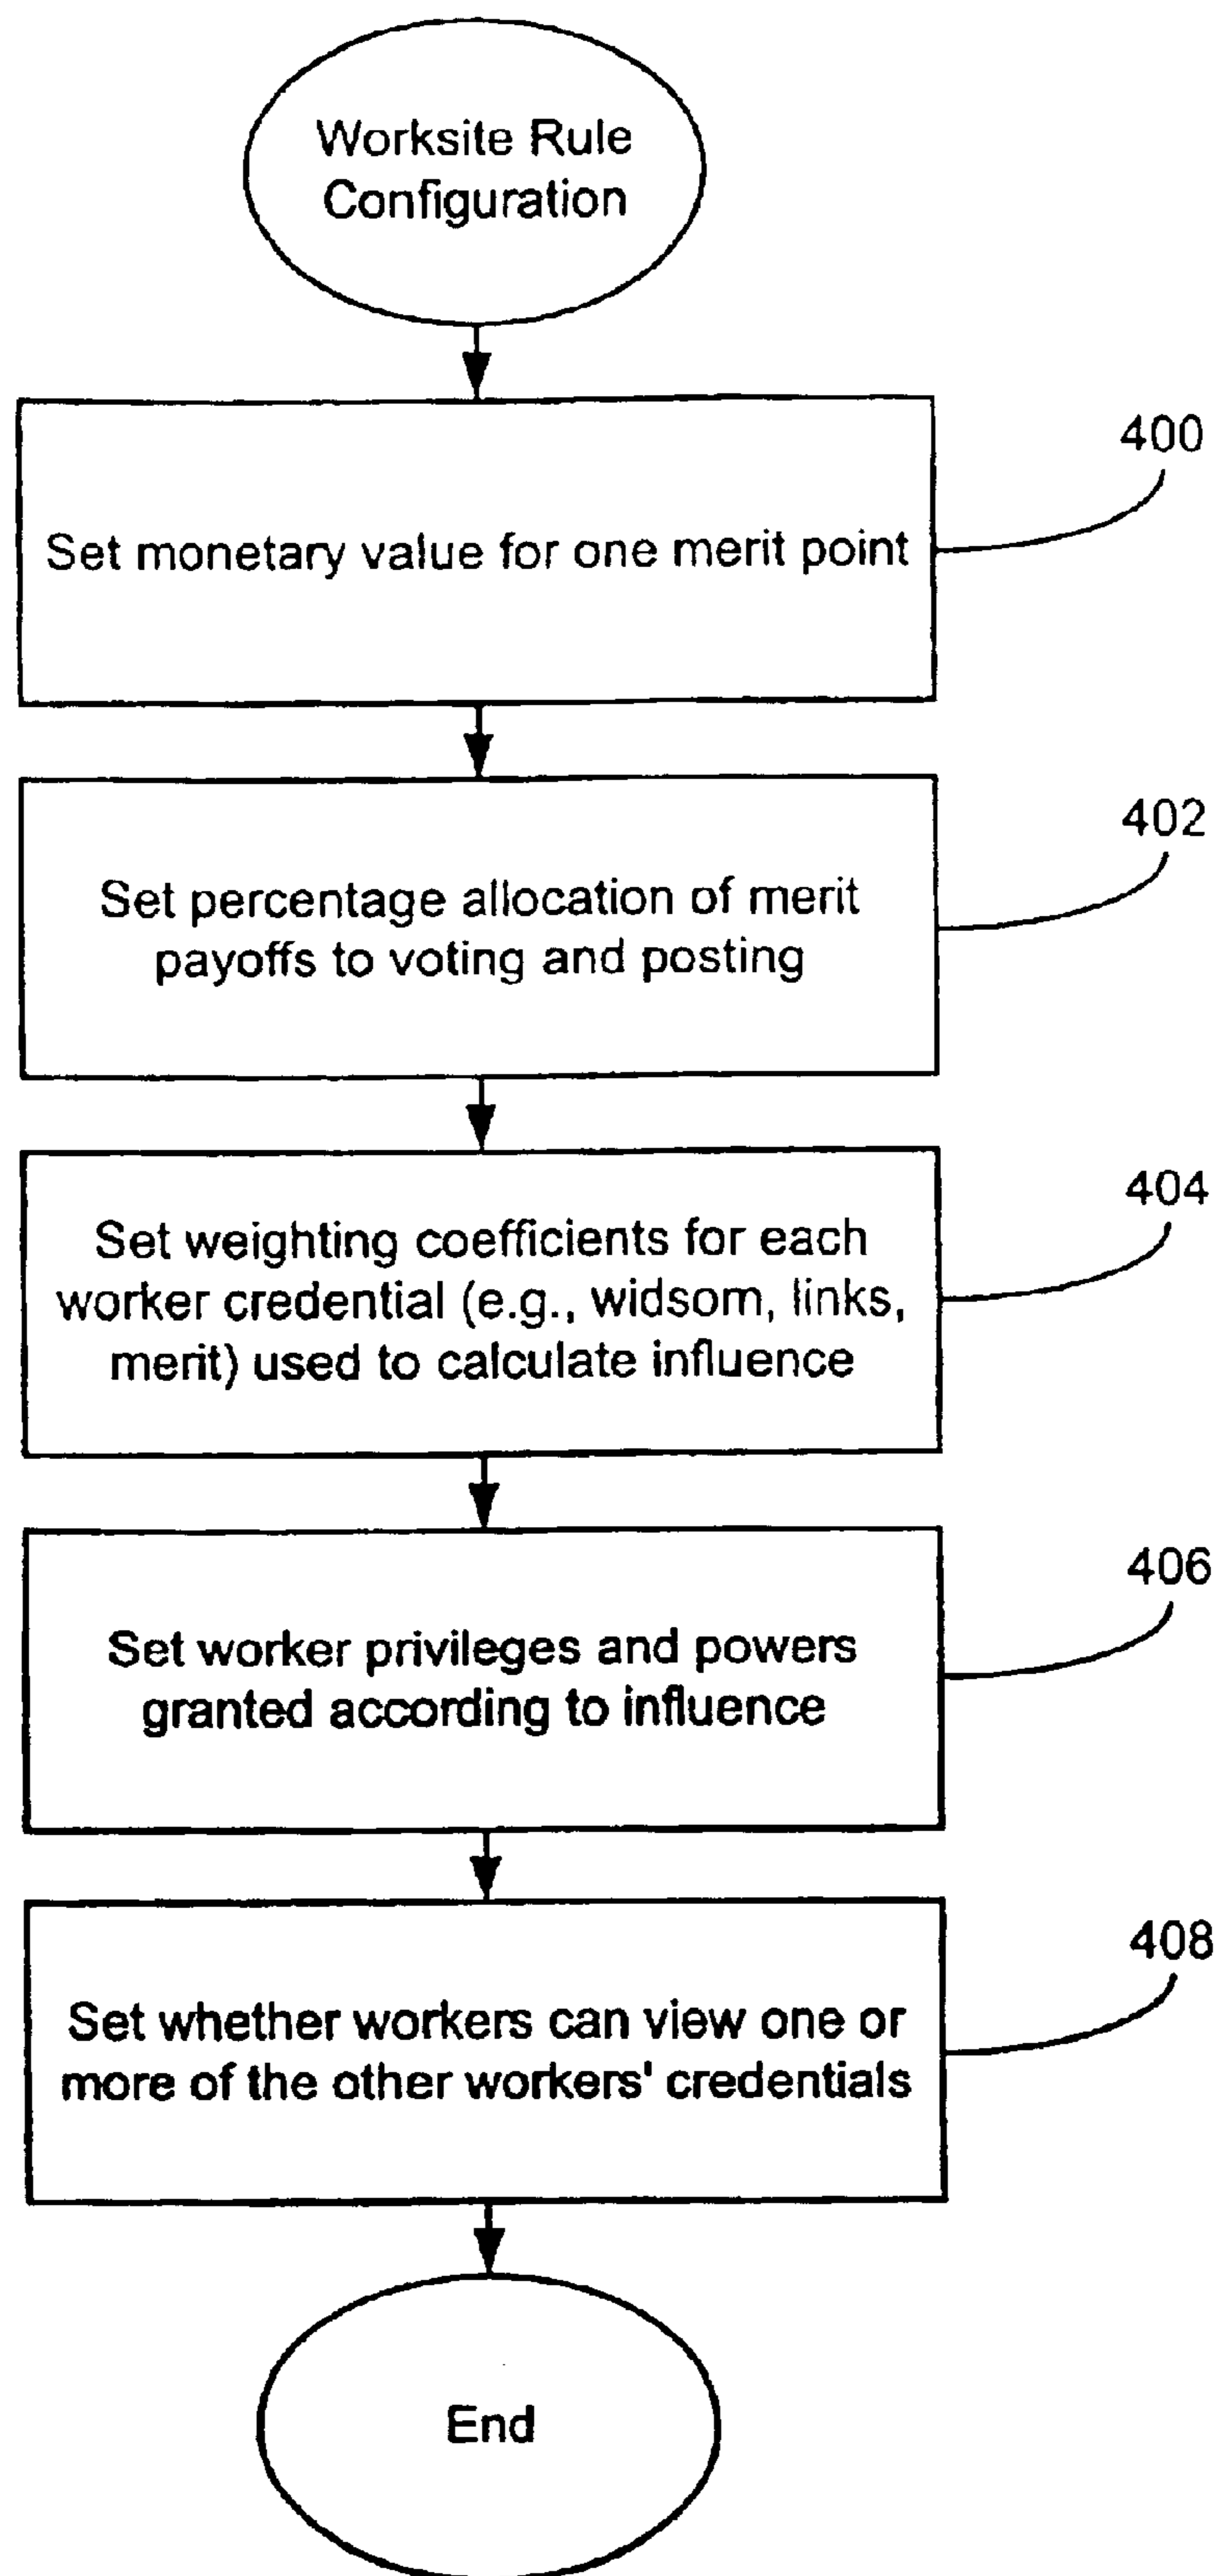 Worksite Rule
Configuration
400
Set monetary value for one merit point
402
Set percentage allocation of merit
payoffs to voting and posting
404
Set weighting coefficients for each
worker credential (e.g., widsom, links,
merit) used to calculate influence
406
Set worker privileges and powers
granted according to influence
408
Set whether workers can view one or
more of the other workers' credentials
End